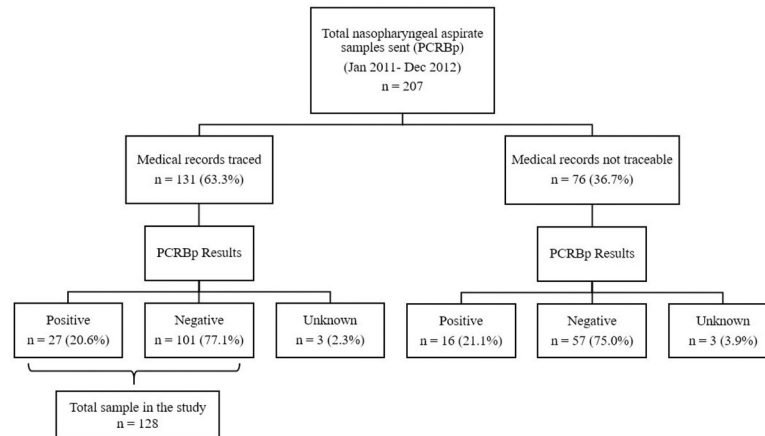 Total nasopharyngeal aspirate
samples sent (PCRBp)
(Jan 2011- Dec 2012)
n = 207
Medical records traced
n = 131 (63.3%)
Medical records not traceable
n = 76 (36.7%)
PCRBp Results
PCRBp Results
Positive
n = 27 (20.6%)
Negative
n = 101 (77.1%)
Unknown
n = 3 (2.3%)
Positive
n = 16 (21.1%)
Negative
n = 57 (75.0%)
Unknown
n = 3 (3.9%)
Total sample in the study
n = 128